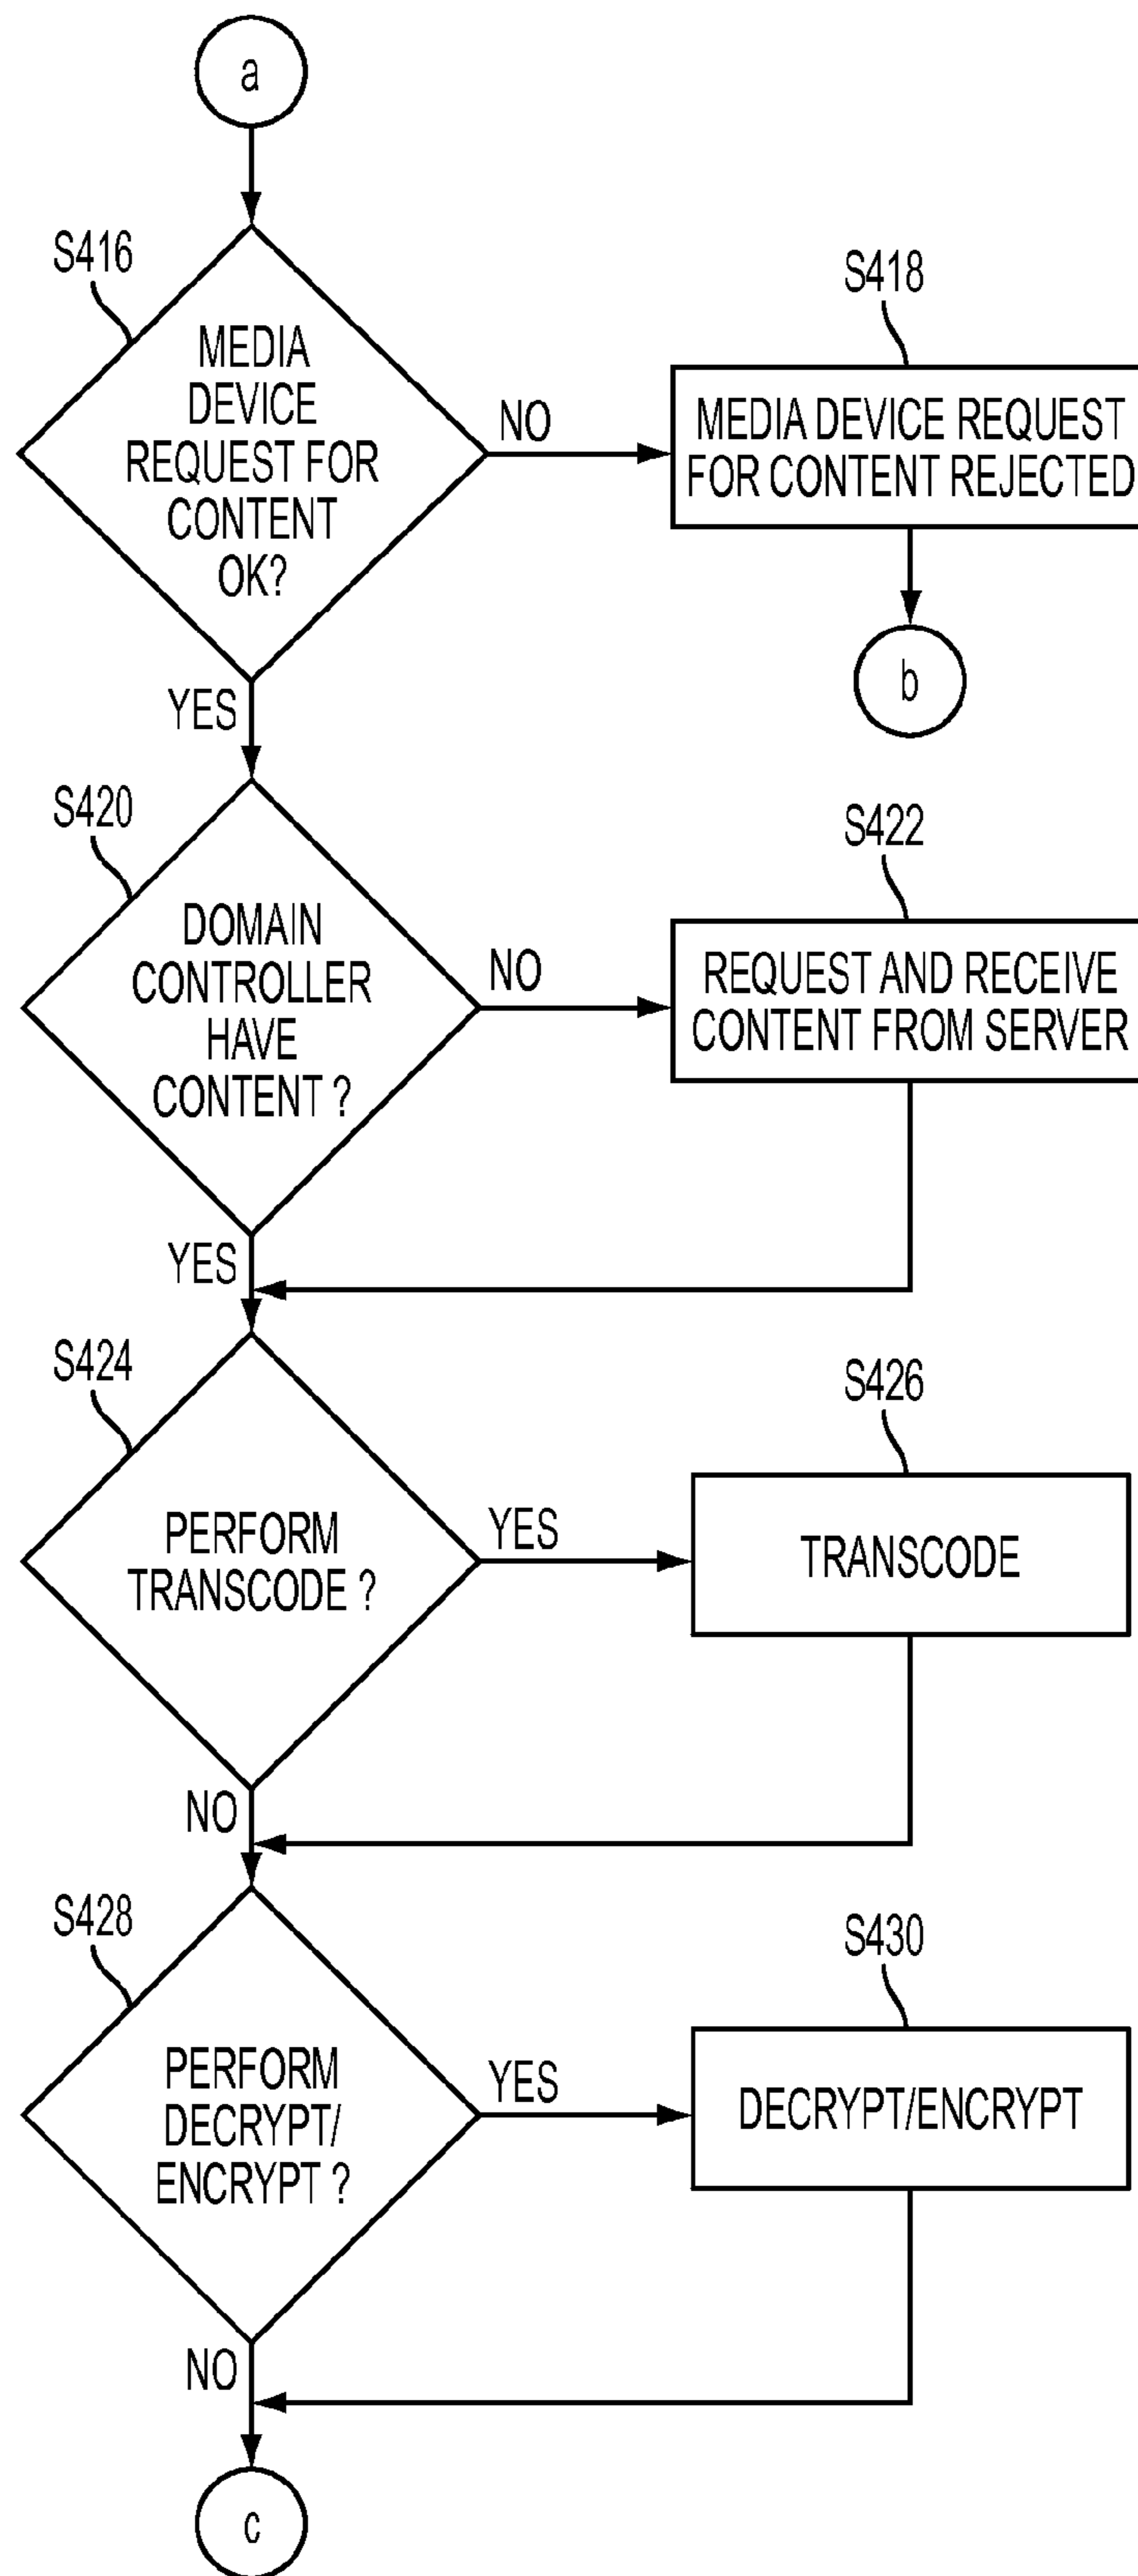 a
S416
MEDIA
DEVICE
REQUEST FOR
CONTENT
OK?
NO
S418
MEDIA DEVICE REQUEST
FOR CONTENT REJECTED
b
YES
S420
DOMAIN
CONTROLLER
HAVE
CONTENT ?
NO
S422
REQUEST AND RECEIVE
CONTENT FROM SERVER
YES
S424
PERFORM
TRANSCODE ?
YES
S426
TRANSCODE
NO
S428
PERFORM
DECRYPT/
ENCRYPT ?
YES
S430
DECRYPT/ENCRYPT
NO
c